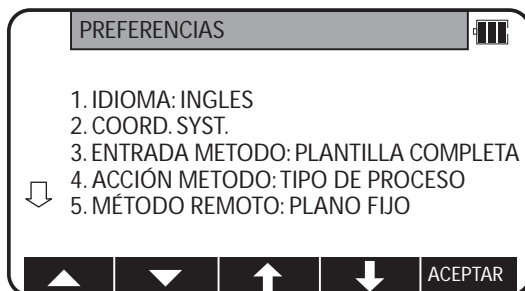 PREFERENCIAS
1. IDIOMA: INGLES
2. COORD. SYST.
3. ENTRADA METODO: PLANTILLA COMPLETA
4. ACCIÓN METODO: TIPO DE PROCESO
5. MÉTODO REMOTO: PLANO FIJO
ACEPTAR